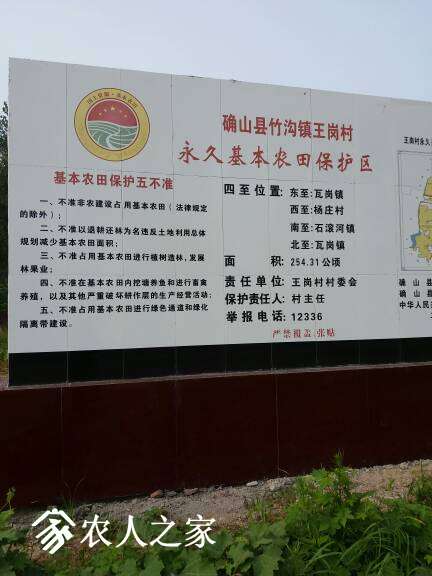 国土资源·基本农田
确山县竹沟镇王岗村
永久基本农田保护区
基本农田保护五不准
一、不准非农建设占用基本农田（法律规定
的除外）；
二、不准以退耕还林为名违反土地利用总体
规划减少基本农田面积；
三、不准占用基本农田进行植树造林，发展
林果业；
四、不准在基本农田内挖塘养鱼和进行畜禽
养殖，以及其他严重破坏耕作层的生产经营活动；
五、不准占用基本农田进行绿色通道和绿化
隔离带建设。
四至位置：东至：瓦岗镇
西至：杨庄村
南至：石滚河镇
北至：瓦岗镇
面 积：254.31公顷
责任单位：王岗村村委会
保护责任人：村主任
举报电话：12336
严禁覆盖、张贴
王岗村永久
确山县
确山县
中华人民
农人之家